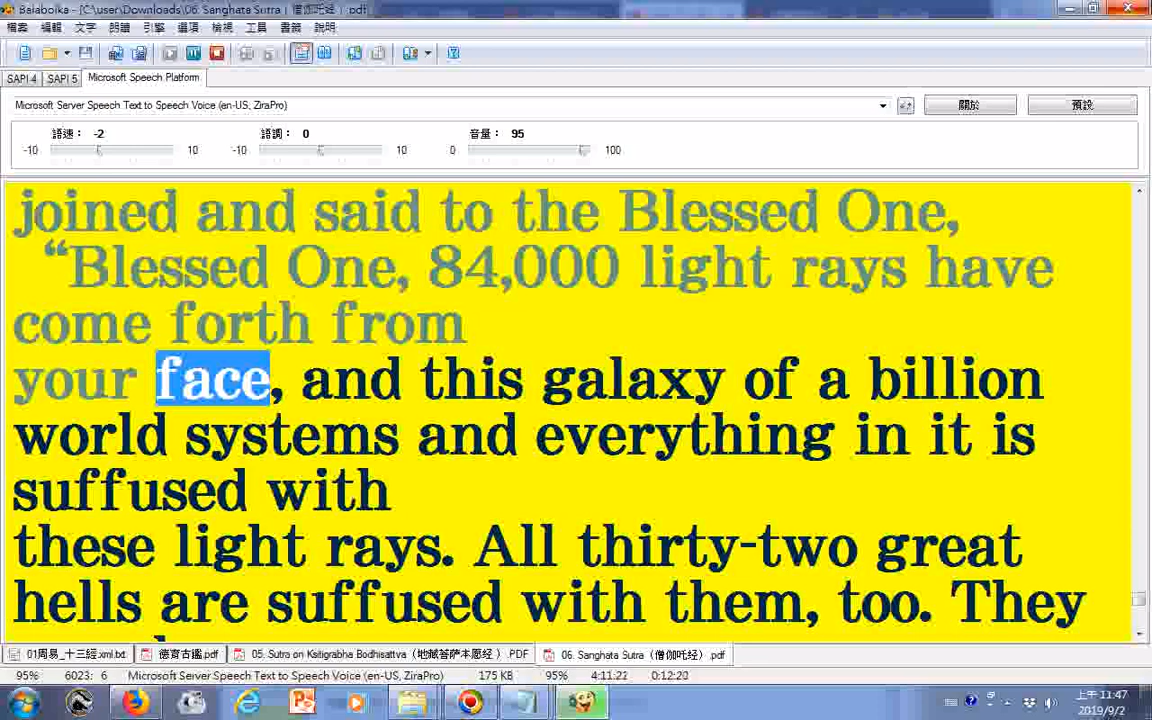 Balabolka - [C:\user\Downloads\06. Sanghata Sutra (僧伽吒经).pdf]
檔案 編輯 文字 朗讀 引擎 選項 檢視 工具 書籤 說明
SAPI 4 SAPI 5 Microsoft Speech Platform
Microsoft Server Speech Text to Speech Voice (en-US, ZiraPro) 關於 預設
語速： -2 語調： 0 音量： 95
-10 10 -10 10 0 100
joined and said to the Blessed One,
“Blessed One, 84,000 light rays have
come forth from
your face, and this galaxy of a billion
world systems and everything in it is
suffused with
these light rays. All thirty-two great
hells are suffused with them, too. They
01周易_十三經.xml.txt 德育古鑑.pdf 05. Sutra on Ksitigrabha Bodhisattva (地藏菩萨本愿经) .PDF 06. Sanghata Sutra (僧伽吒经) .pdf
95% 6023: 6 Microsoft Server Speech Text to Speech Voice (en-US, ZiraPro) 175 KB 95% 4:11:22 0:12:20
上午 11:47
2019/9/2